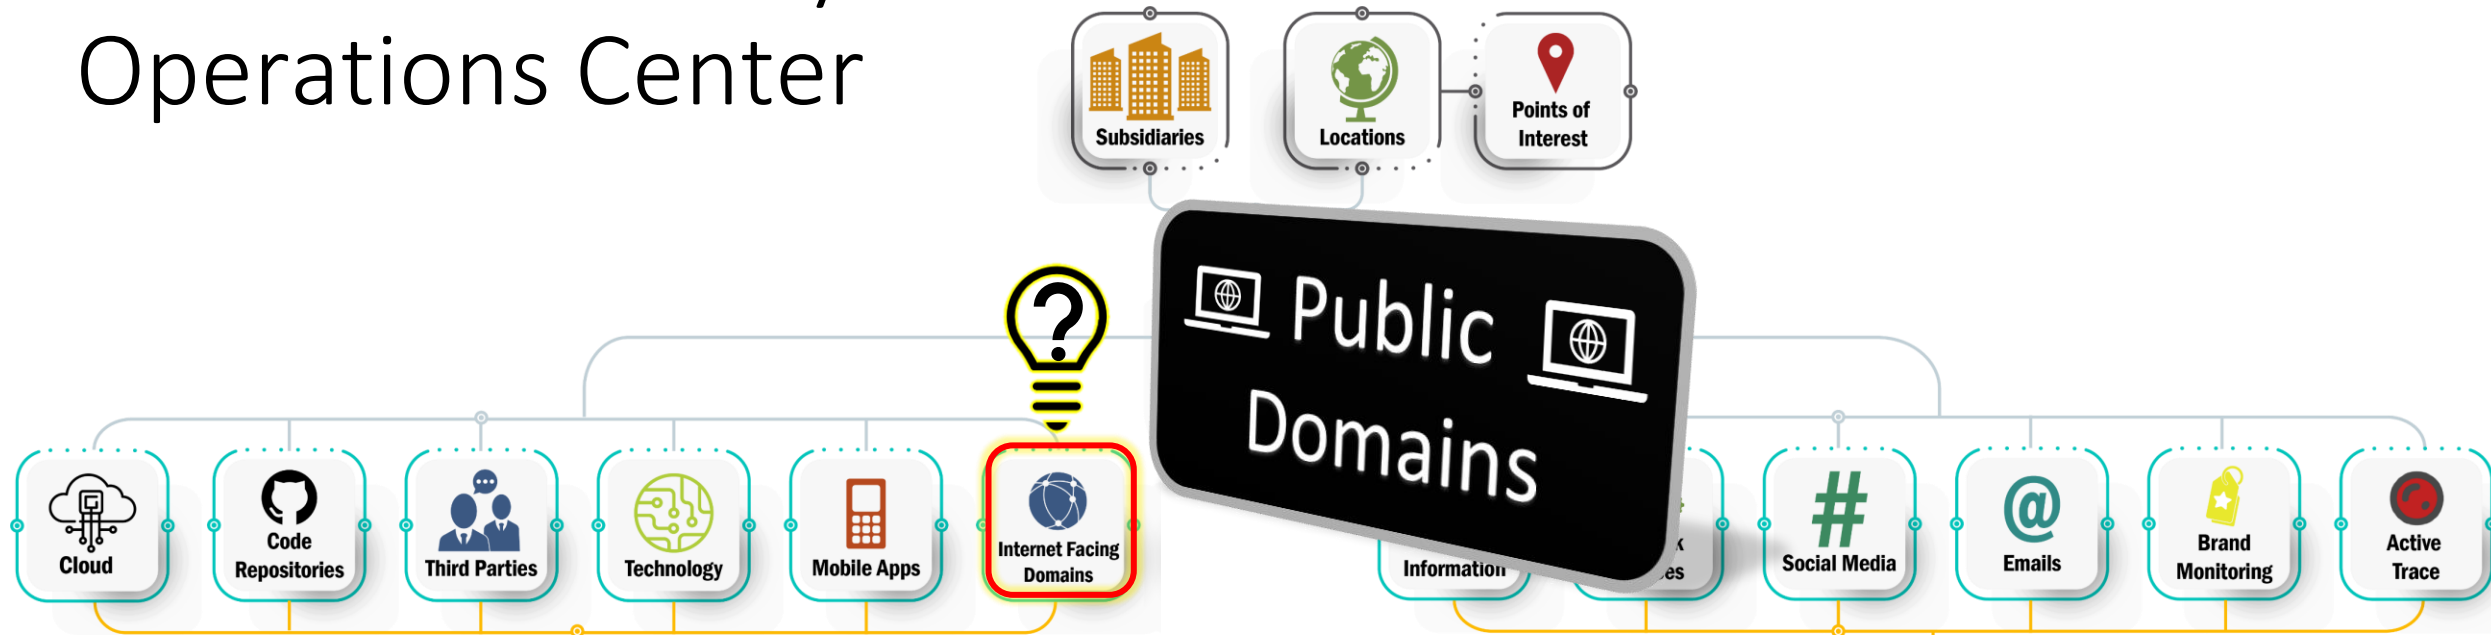 Operations Center
Subsidiaries
Locations
Points of
Interest
Public
Domains
Cloud
Code
Repositories
Third Parties
Technology
Mobile Apps
Internet Facing
Domains
Information
Social Media
Emails
Brand
Monitoring
Active
Trace